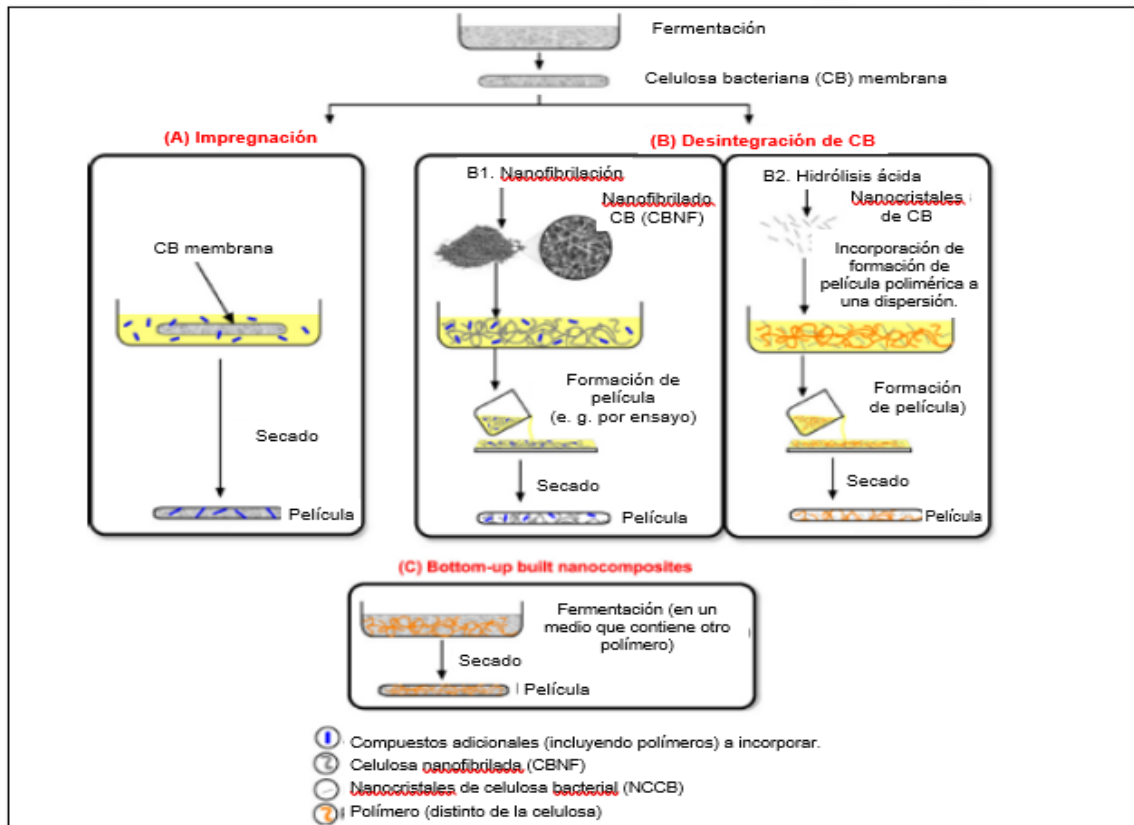 Fermentación
Celulosa bacteriana (CB) membrana
(A) Impregnación
CB membrana
Secado
Película
(B) Desintegración de CB
B1. Nanofibrilación
Nanofibrilado
CB (CBNF)
Formación de
película
(e. g. por ensayo)
Secado
Película
B2. Hidrólisis ácida
Nanocristales
de CB
Incorporación de
formación de
película polimérica a
una dispersión.
Formación
de película)
Secado
Película
(C) Bottom-up built nanocomposites
Fermentación (en un
medio que contiene otro
polímero)
Secado
Película
Compuestos adicionales (incluyendo polímeros) a incorporar.
Celulosa nanofibrilada (CBNF)
Nanocristales de celulosa bacterial (NCCB)
Polímero (distinto de la celulosa)